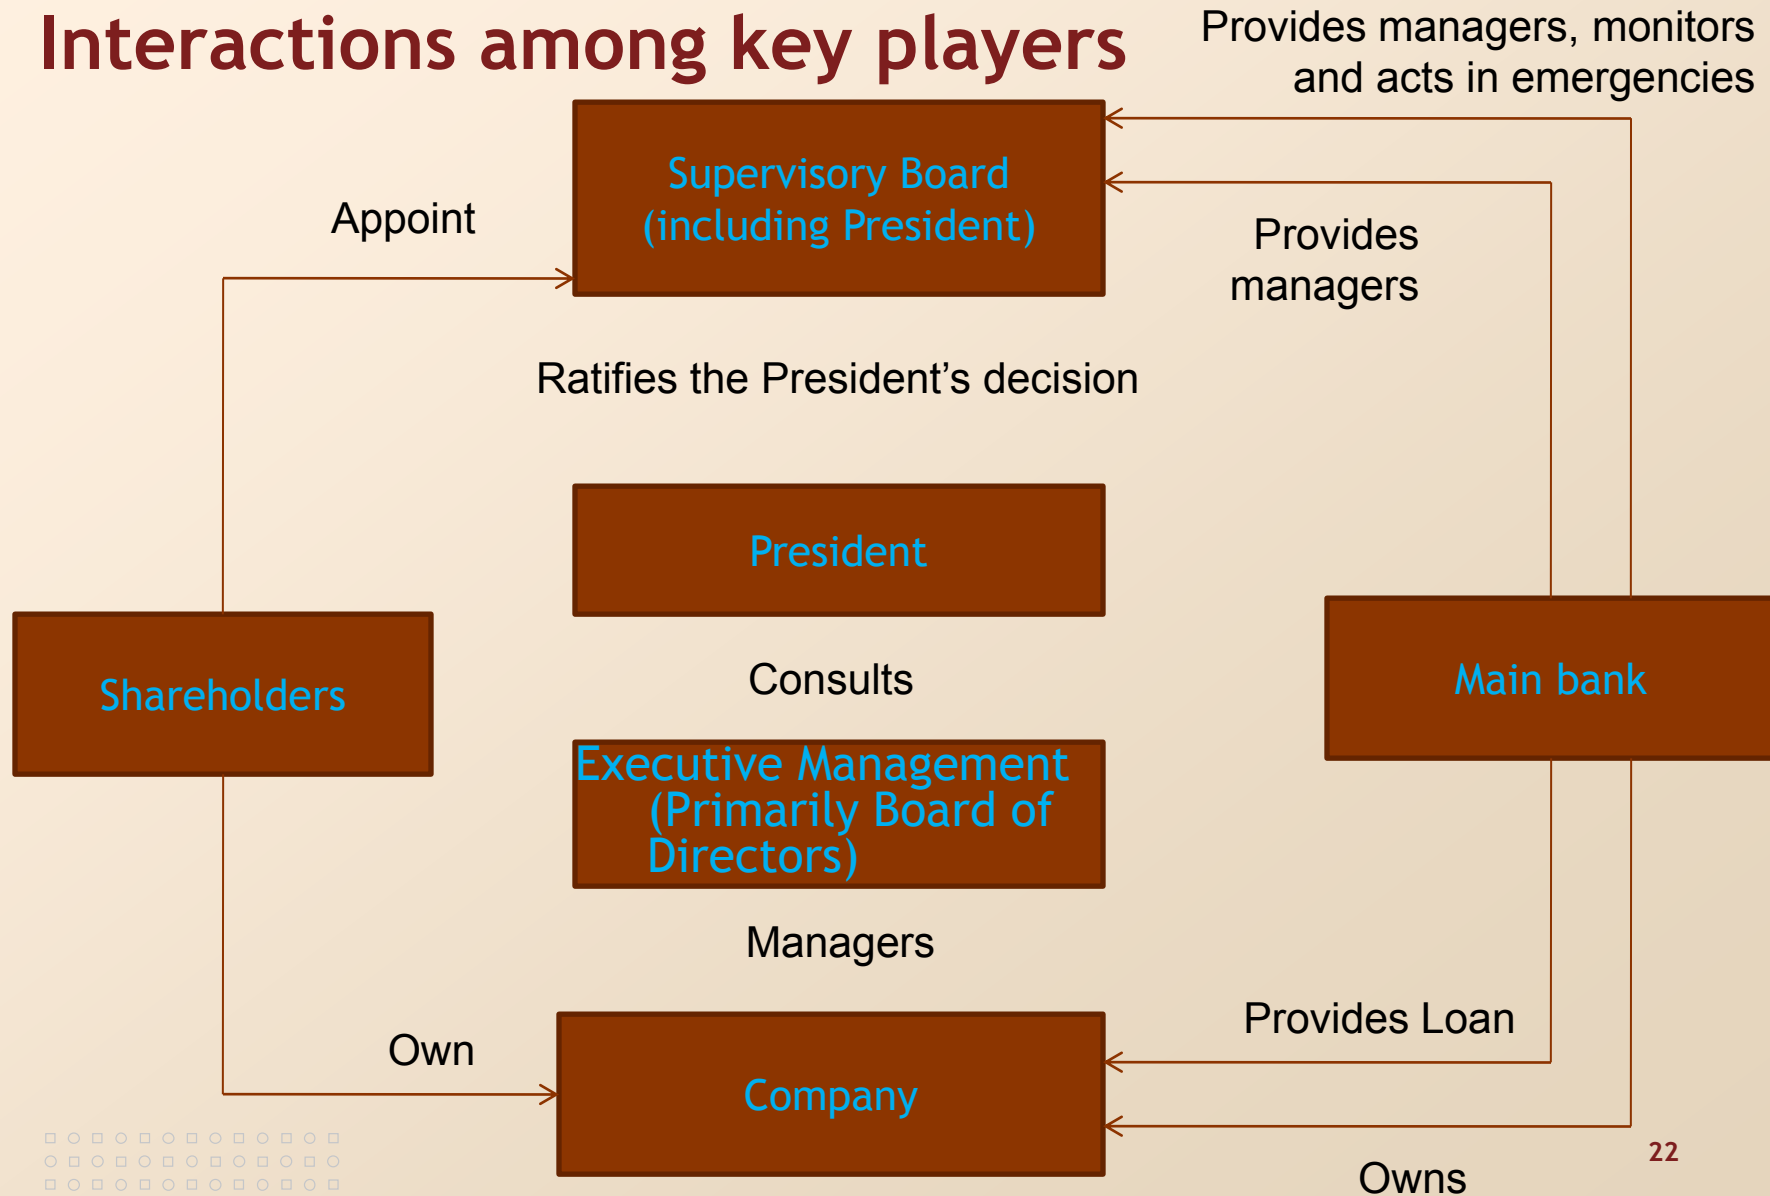 Interactions among key players
Provides managers, monitors
and acts in emergencies
Supervisory Board
(including President)
Appoint
Provides
managers
Ratifies the President’s decision
President
Shareholders
Consults
Main bank
Executive Management
(Primarily Board of
Directors)
Managers
Own
Provides Loan
Company
Owns
22